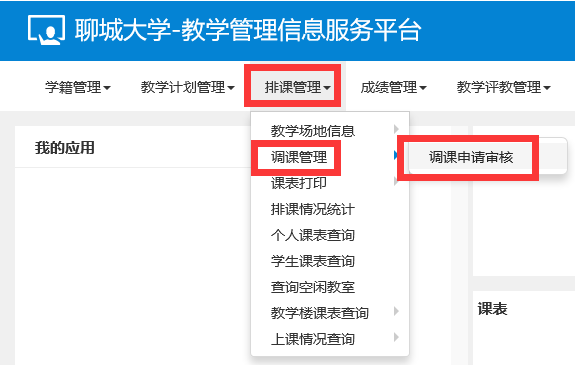 聊城大学-教学管理信息服务平台
学籍管理 教学计划管理 排课管理 成绩管理 教学评教管理
我的应用
教学场地信息
调课管理 调课申请审核
课表打印
排课情况统计
个人课表查询
学生课表查询
查询空闲教室
教学楼课表查询
上课情况查询
课表